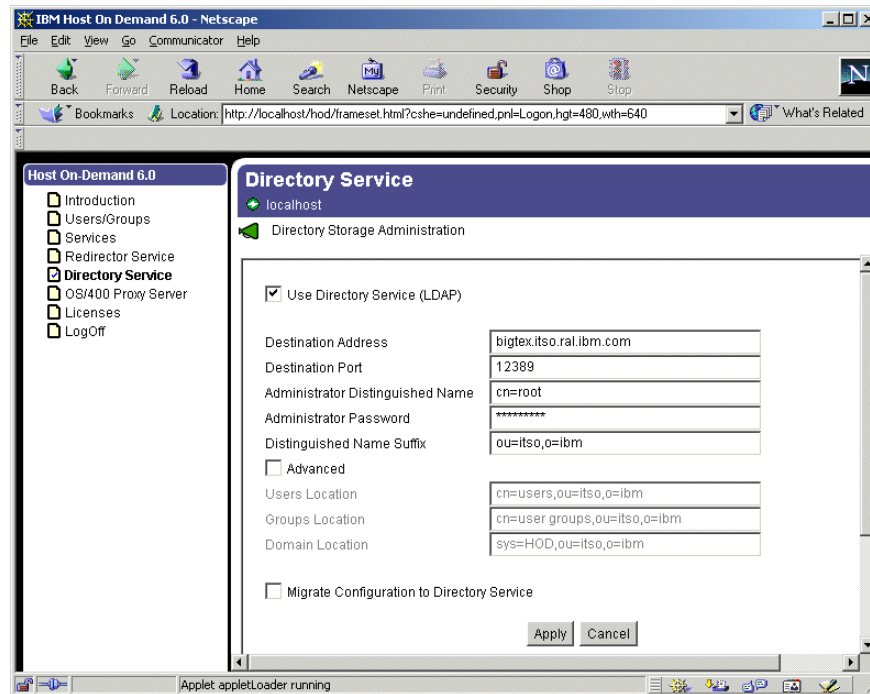 IBM Host On Demand 6.0 - Netscape
File Edit View Go Communicator Help
Back Forward Reload Home Search Netscape Print Security Shop Stop
My
N
Bookmarks Location: http://localhost/hod/frameset.html?cshe=undefined,pnl=Logon,hgt=480,wth=640 What's Related
Host On-Demand 6.0
Introduction
Users/Groups
Services
Redirector Service
Directory Service
OS/400 Proxy Server
Licenses
LogOff
Directory Service
localhost
Directory Storage Administration
Use Directory Service (LDAP)
Destination Address bigtex.itso.ral.ibm.com
Destination Port 12389
Administrator Distinguished Name cn=root
Administrator Password *********
Distinguished Name Suffix ou=itso,o=ibm
Advanced
Users Location cn=users,ou=itso,o=ibm
Groups Location cn=user groups,ou=itso,o=ibm
Domain Location sys=HOD,ou=itso,o=ibm
Migrate Configuration to Directory Service
Apply Cancel
Applet appletLoader running